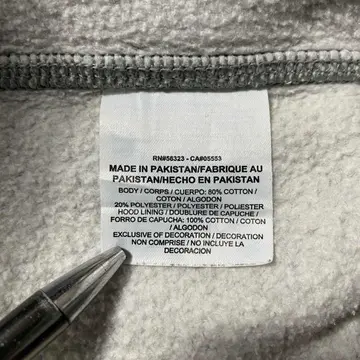 RN#56323 - CA#05553
MADE IN PAKISTAN/FABRIQUE AU
PAKISTAN/HECHO EN PAKISTAN
BODY / CORPS / CUERPO: 80% COTTON /
COTON / ALGODON
20% POLYESTER / POLYESTER / POLIESTER
HOOD LINING / DOUBLURE DE CAPUCHE /
FORRO DE CAPUCHA / 100% COTTON /
COTON / ALGODON
EXCLUSIVE OF DECORATION / DECORATION
NON COMPRISE / NO INCLUYE LA
DECORACION